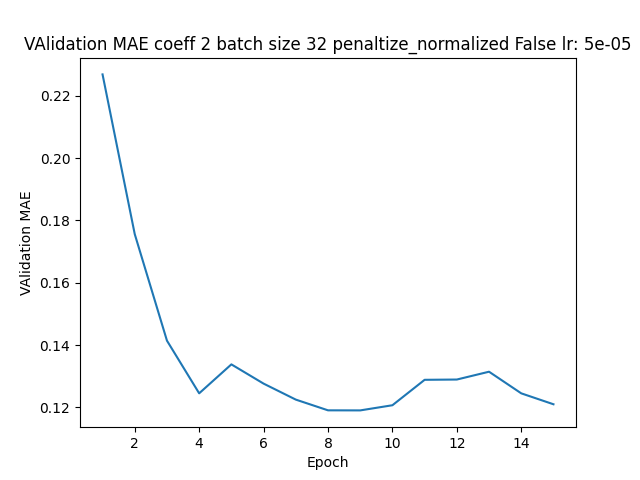 VAlidation MAE coeff 2 batch size 32 penaltize_normalized False lr: 5e-05
0.22
0.20
0.18
0.16
0.14
0.12
VAlidation MAE
2 4 6 8 10 12 14
Epoch